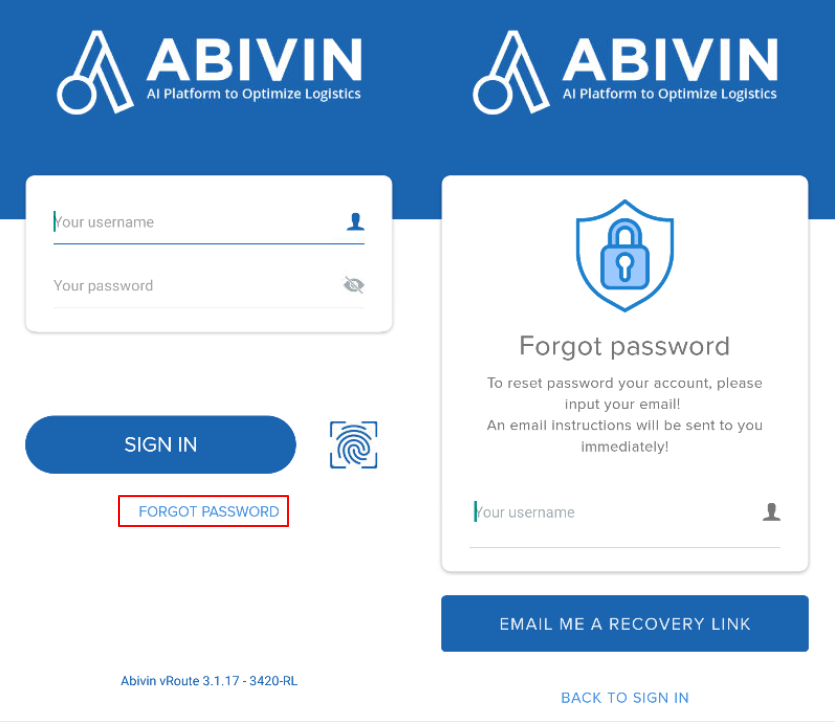 ABIVIN
AI Platform to Optimize Logistics
Your username
Your password
SIGN IN
FORGOT PASSWORD
Abivin vRoute 3.1.17 - 3420-RL
ABIVIN
AI Platform to Optimize Logistics
Forgot password
To reset password your account, please
input your email!
An email instructions will be sent to you
immediately!
Your username
EMAIL ME A RECOVERY LINK
BACK TO SIGN IN